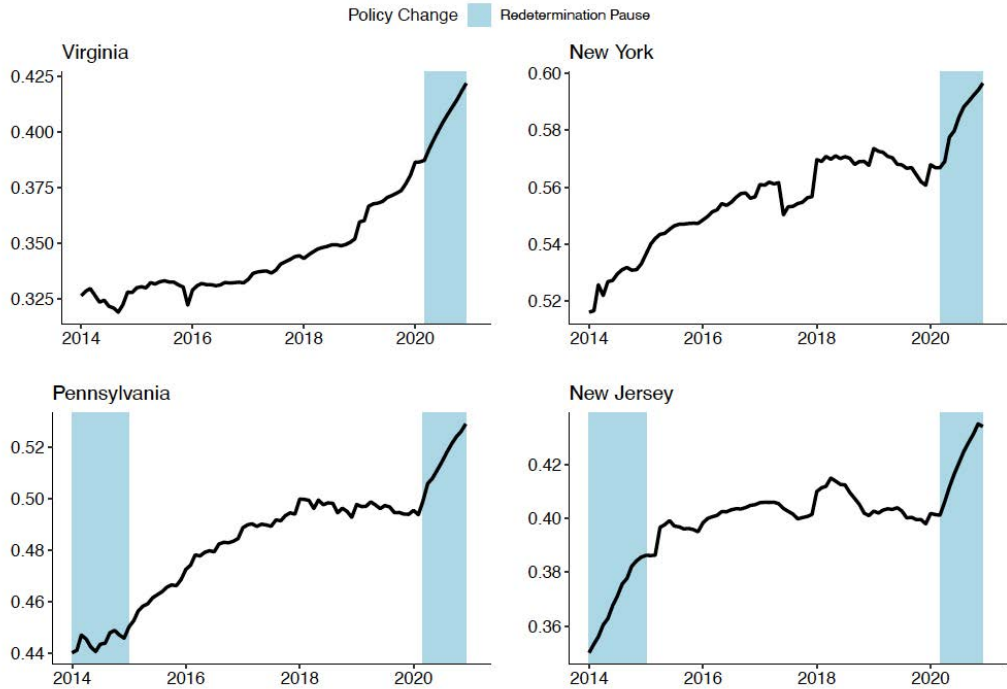 Policy Change Redetermination Pause
Virginia
0.425
0.400
0.375
0.350
0.325
2014 2016 2018 2020
New York
0.60
0.58
0.56
0.54
0.52
2014 2016 2018 2020
Pennsylvania
0.52
0.50
0.48
0.46
0.44
2014 2016 2018 2020
New Jersey
0.42
0.40
0.38
0.36
2014 2016 2018 2020